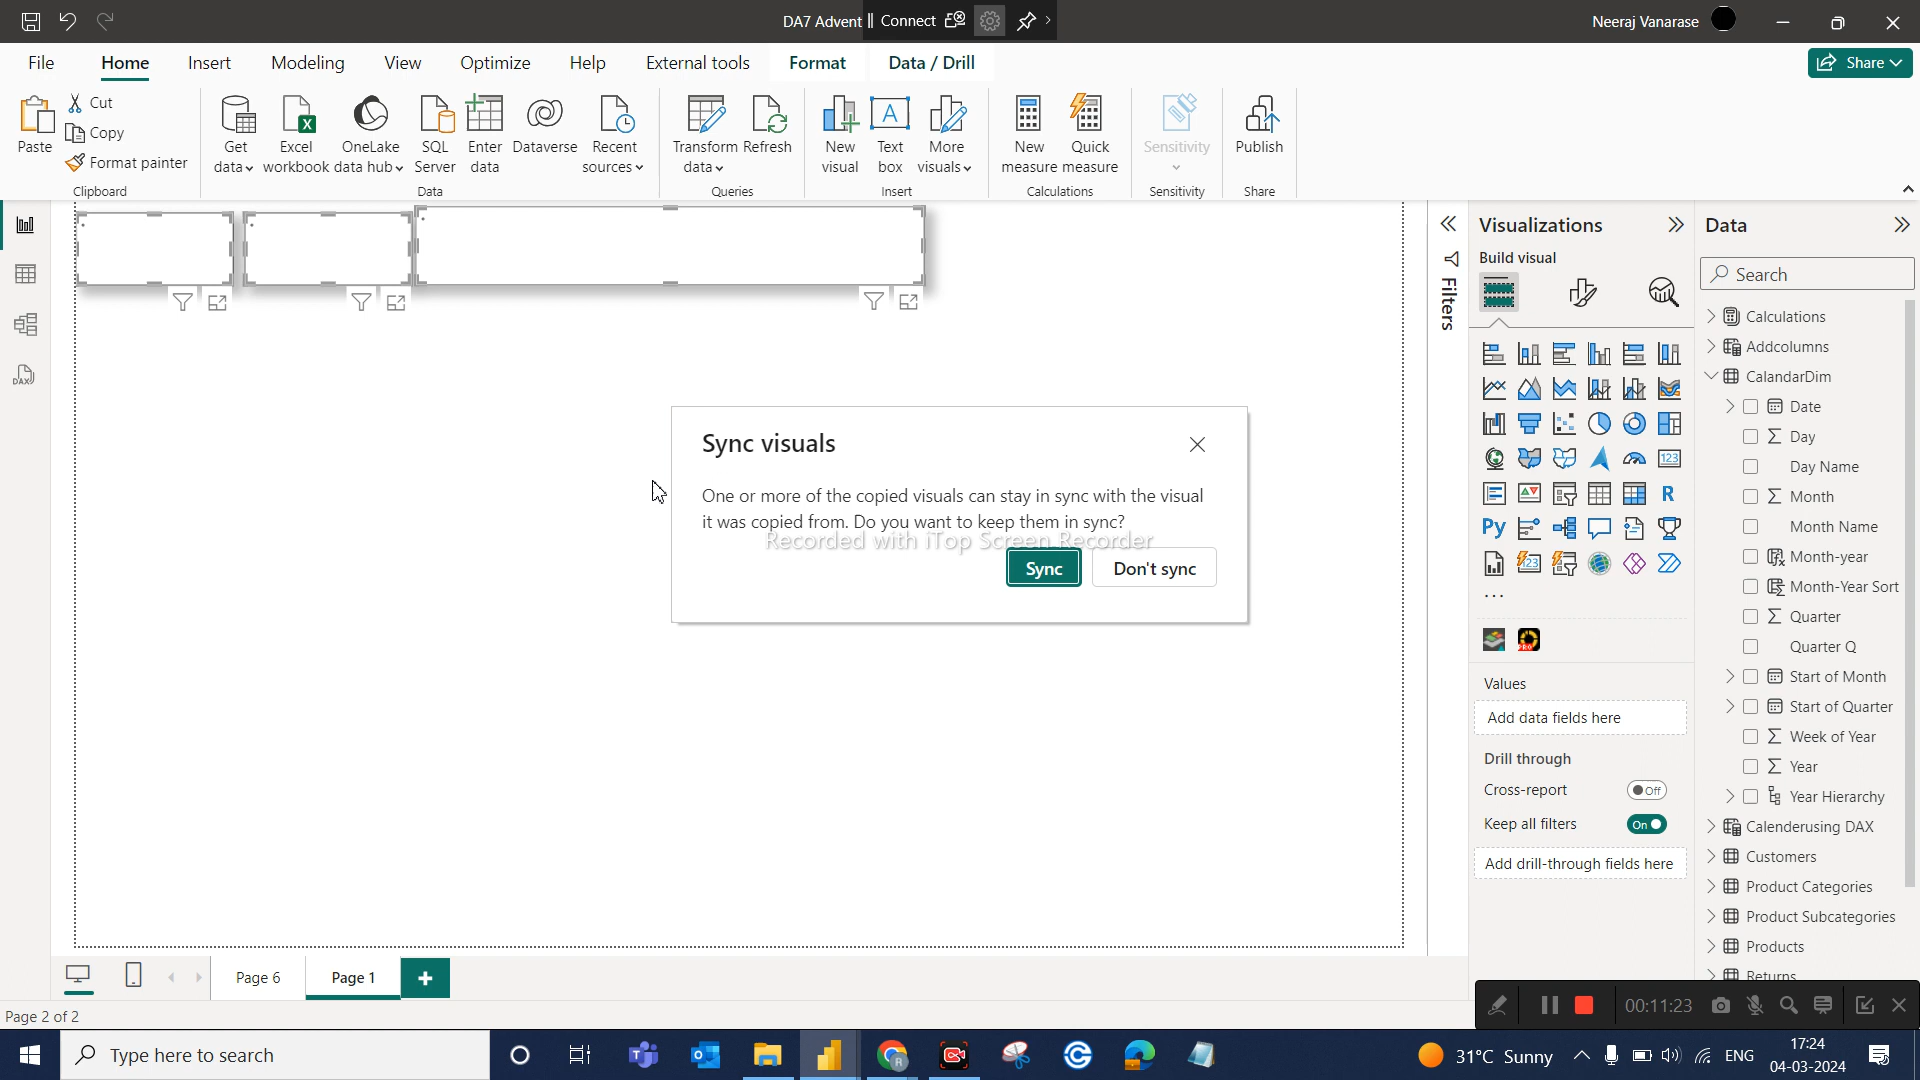 DA7 Advent
Connect
Neeraj Vanarase
File
Home
Insert
Modeling
View
Optimize
Help
External tools
Format
Data / Drill
Share
Paste
Cut
Copy
Format painter
Clipboard
Get data
Excel workbook
OneLake data hub
SQL Server
Enter data
Dataverse
Recent sources
Data
Transform data
Refresh
Queries
New visual
Text box
More visuals
Insert
New measure
Quick measure
Calculations
Sensitivity
Sensitivity
Publish
Share
Filters
Visualizations
Build visual
Values
Add data fields here
Drill through
Cross-report
Off
Keep all filters
On
Add drill-through fields here
Data
Search
Calculations
Addcolumns
CalandarDim
Date
Day
Day Name
Month
Month Name
Month-year
Month-Year Sort
Quarter
Quarter Q
Start of Month
Start of Quarter
Week of Year
Year
Year Hierarchy
Calenderusing DAX
Customers
Product Categories
Product Subcategories
Products
Returns
Sync visuals
One or more of the copied visuals can stay in sync with the visual
it was copied from. Do you want to keep them in sync?
Recorded with iTop Screen Recorder
Sync
Don't sync
Page 6
Page 1
Page 2 of 2
00:11:23
Type here to search
31°C Sunny
ENG
17:24
04-03-2024